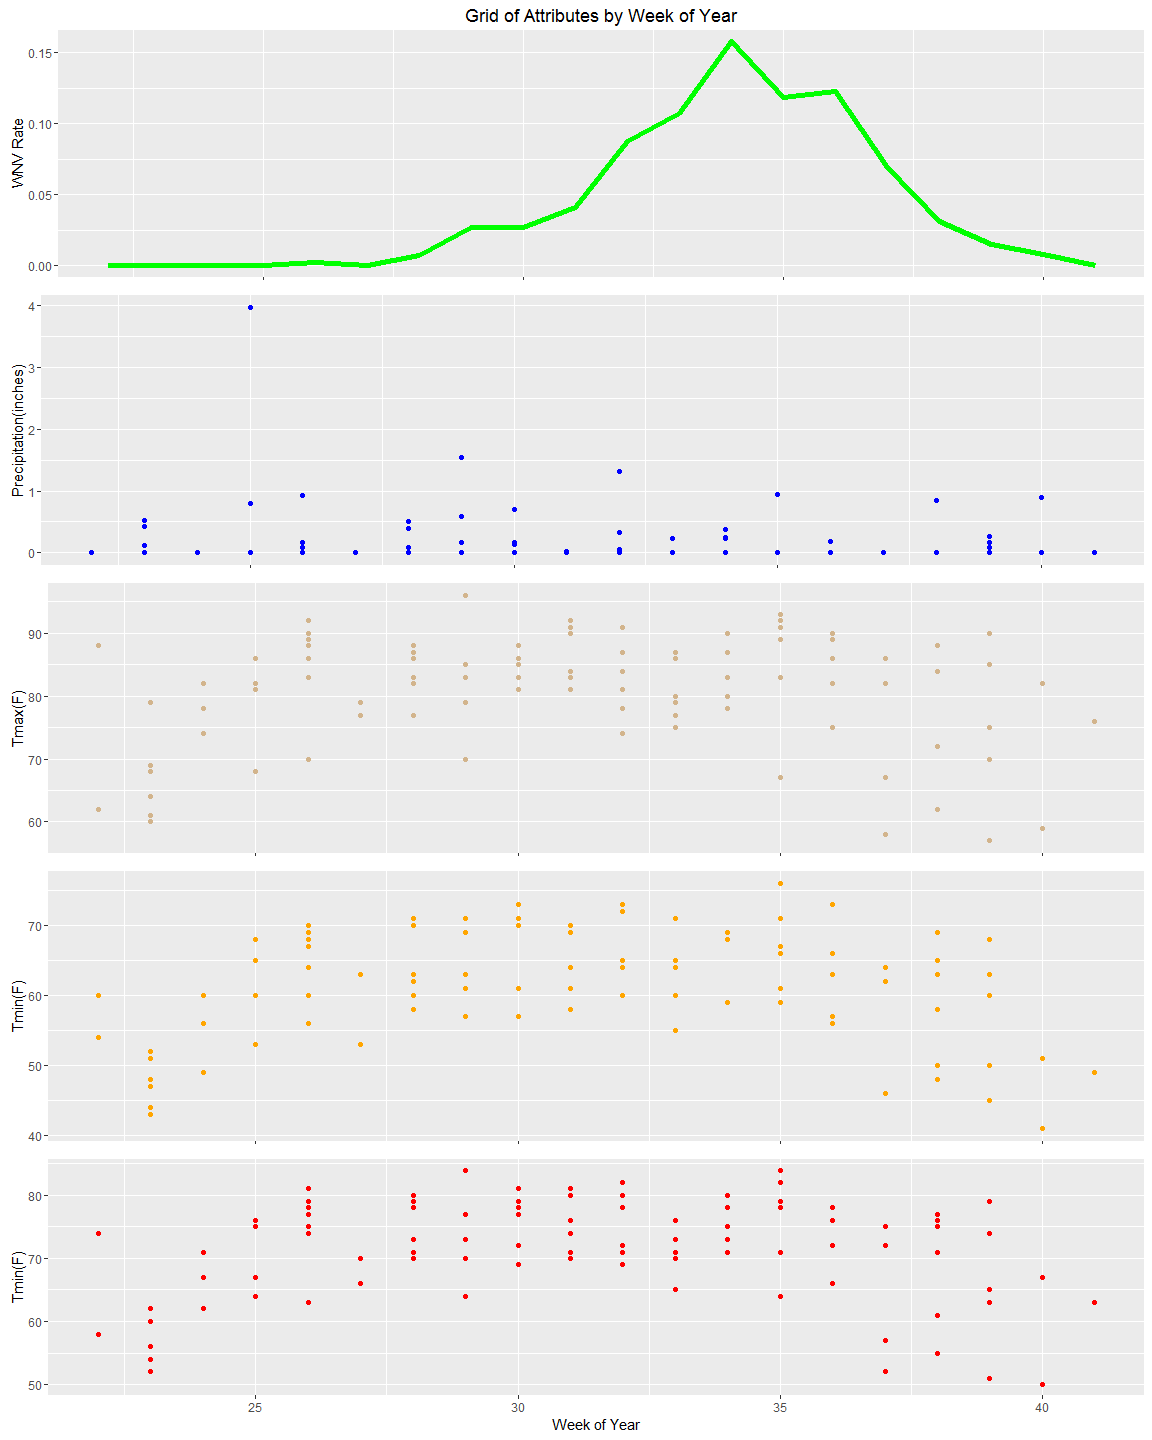 Grid of Attributes by Week of Year
WNV Rate
0.15
0.10
0.05
0.00
Precipitation(inches)
4
3
2
1
0
Tmax(F)
90
80
70
60
Tmin(F)
70
60
50
40
Tmin(F)
80
70
60
50
25 30 35 40
Week of Year